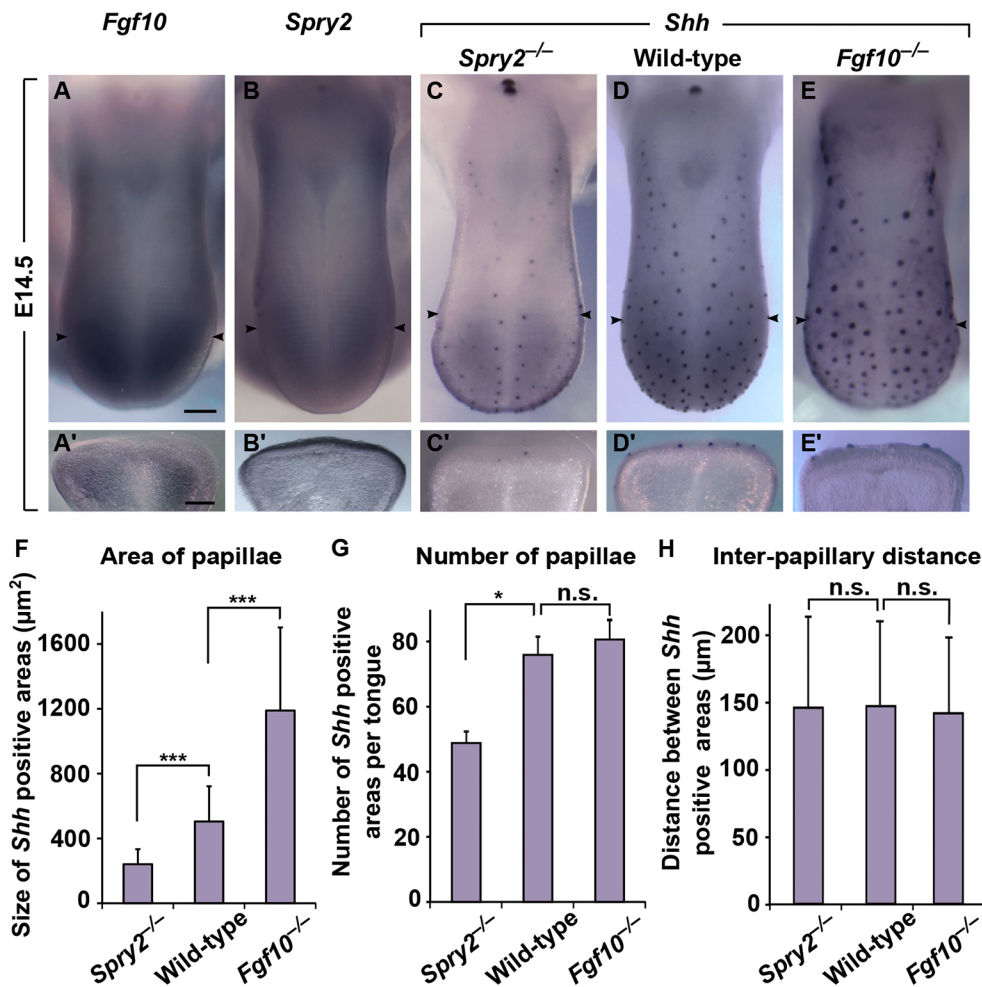 Fgf10 Spry2 Shh
Spry2–/– Wild-type Fgf10–/–
E14.5
A B C D E
A' B' C' D' E'
F Area of papillae
Size of Shh positive areas (µm2)
1600
1200
800
400
0
***
***
Spry2–/– Wild-type Fgf10–/–
G Number of papillae
Number of Shh positive
areas per tongue
80
60
40
20
0
* n.s.
Spry2–/– Wild-type Fgf10–/–
H Inter-papillary distance
Distance between Shh
positive areas (µm)
200
150
100
50
0
n.s. n.s.
Spry2–/– Wild-type Fgf10–/–